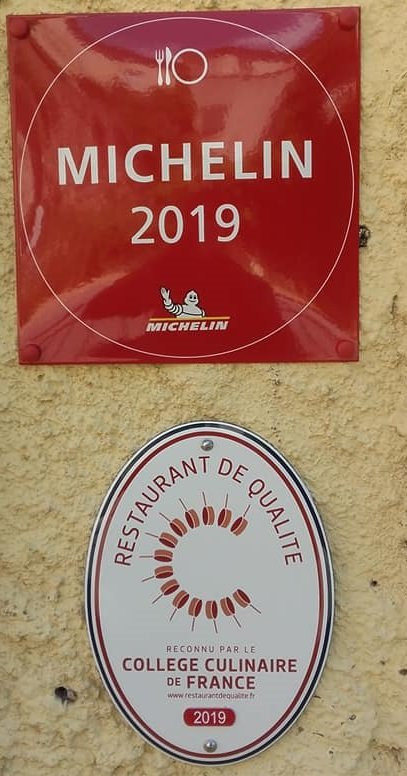 MICHELIN
2019
MICHELIN
RESTAURANT DE QUALITE
RECONNU PAR LE
COLLEGE CULINAIRE
DE FRANCE
www.restaurantdequalite.fr
2019